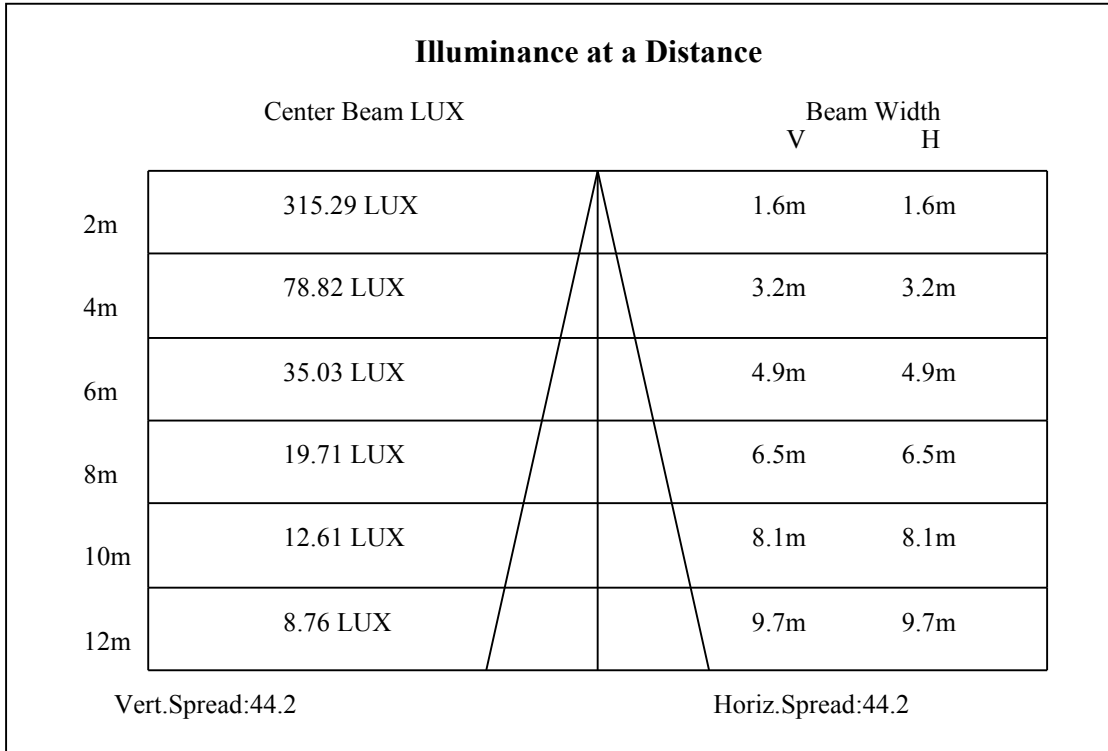 Illuminance at a Distance
Center Beam LUX Beam Width
V H
2m 315.29 LUX 1.6m 1.6m
4m 78.82 LUX 3.2m 3.2m
6m 35.03 LUX 4.9m 4.9m
8m 19.71 LUX 6.5m 6.5m
10m 12.61 LUX 8.1m 8.1m
12m 8.76 LUX 9.7m 9.7m
Vert.Spread:44.2 Horiz.Spread:44.2